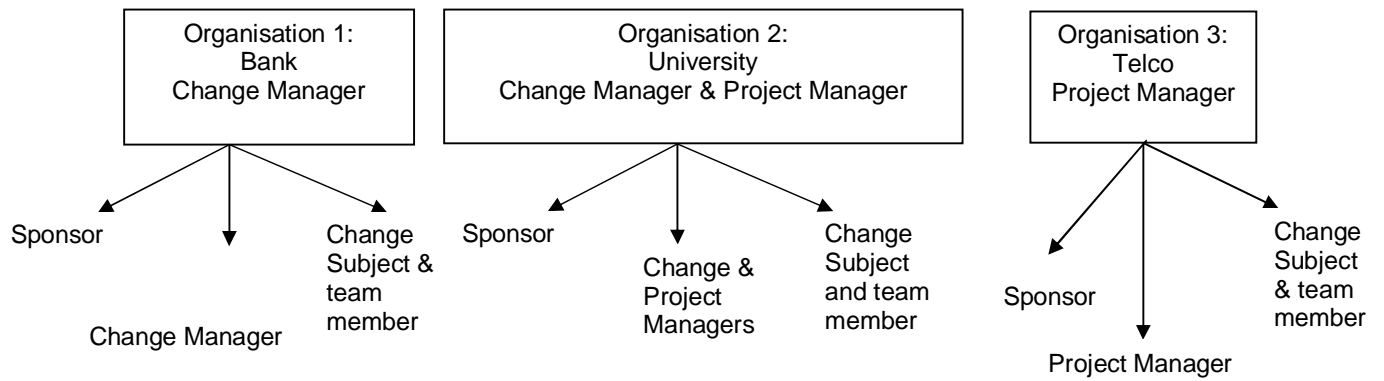 Organisation 1:
Bank
Change Manager
Organisation 2:
University
Change Manager & Project Manager
Organisation 3:
Telco
Project Manager
Sponsor
Change Manager
Change
Subject &
team
member
Sponsor
Change &
Project
Managers
Change
Subject
and team
member
Sponsor
Project Manager
Change
Subject
& team
member